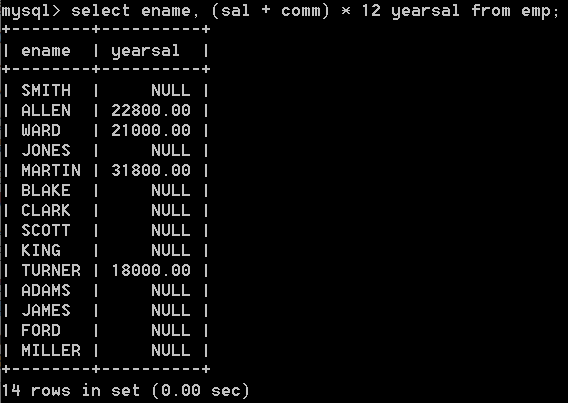 mysql> select ename, (sal + comm) * 12 yearsal from emp;
+--------+----------+
| ename  | yearsal  |
+--------+----------+
| SMITH  |     NULL |
| ALLEN  | 22800.00 |
| WARD   | 21000.00 |
| JONES  |     NULL |
| MARTIN | 31800.00 |
| BLAKE  |     NULL |
| CLARK  |     NULL |
| SCOTT  |     NULL |
| KING   |     NULL |
| TURNER | 18000.00 |
| ADAMS  |     NULL |
| JAMES  |     NULL |
| FORD   |     NULL |
| MILLER |     NULL |
+--------+----------+
14 rows in set (0.00 sec)